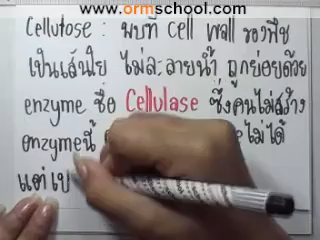 www.ormschool.com
Cellulose : พบที่ Cell Wall ของพืช
เป็นเส้นใย ไม่ละลายน้ำ ถูกย่อยด้วย
enzyme ชื่อ Cellulase ซึ่งคนไม่สร้าง
enzymeนี้ ไม่ได้
แต่เบ